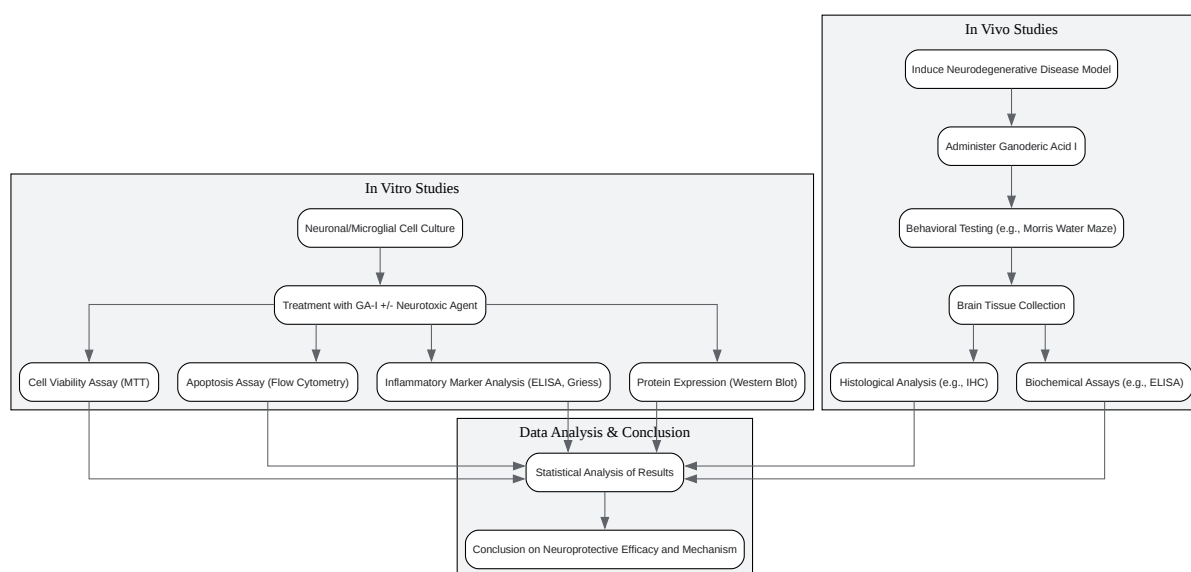 In Vivo Studies
Induce Neurodegenerative Disease Model
Administer Ganoderic Acid I
Behavioral Testing (e.g., Morris Water Maze)
Brain Tissue Collection
Histological Analysis (e.g., IHC)
Biochemical Assays (e.g., ELISA)
In Vitro Studies
Neuronal/Microglial Cell Culture
Treatment with GA-I +/- Neurotoxic Agent
Cell Viability Assay (MTT)
Apoptosis Assay (Flow Cytometry)
Inflammatory Marker Analysis (ELISA, Griess)
Protein Expression (Western Blot)
Data Analysis & Conclusion
Statistical Analysis of Results
Conclusion on Neuroprotective Efficacy and Mechanism